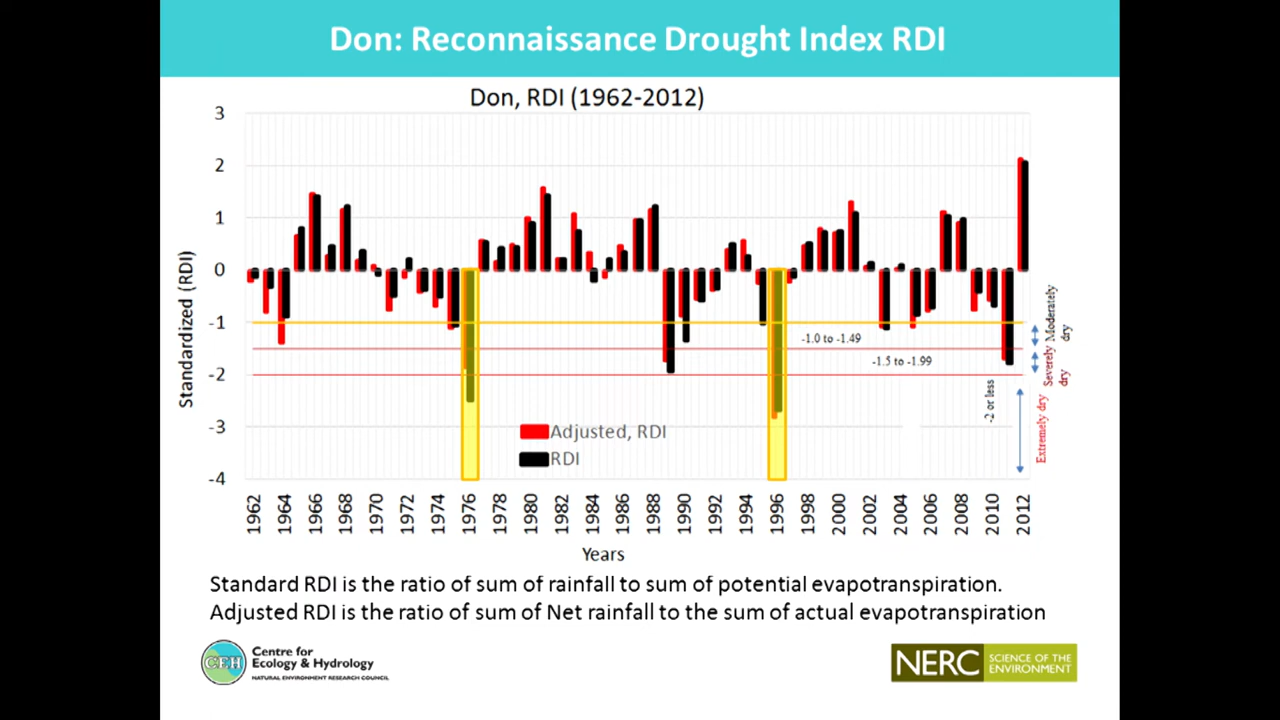 Don: Reconnaissance Drought Index RDI
Don, RDI (1962-2012)
Standardized (RDI)
3
2
1
0
-1
-2
-3
-4
-1.0 to -1.49
-1.5 to -1.99
-2 or less
Moderately dry
Severely dry
Extremely dry
Adjusted, RDI
RDI
1962 1964 1966 1968 1970 1972 1974 1976 1978 1980 1982 1984 1986 1988 1990 1992 1994 1996 1998 2000 2002 2004 2006 2008 2010 2012
Years
Standard RDI is the ratio of sum of rainfall to sum of potential evapotranspiration.
Adjusted RDI is the ratio of sum of Net rainfall to the sum of actual evapotranspiration
CEH
Centre for
Ecology & Hydrology
NATURAL ENVIRONMENT RESEARCH COUNCIL
NERC
SCIENCE OF THE
ENVIRONMENT